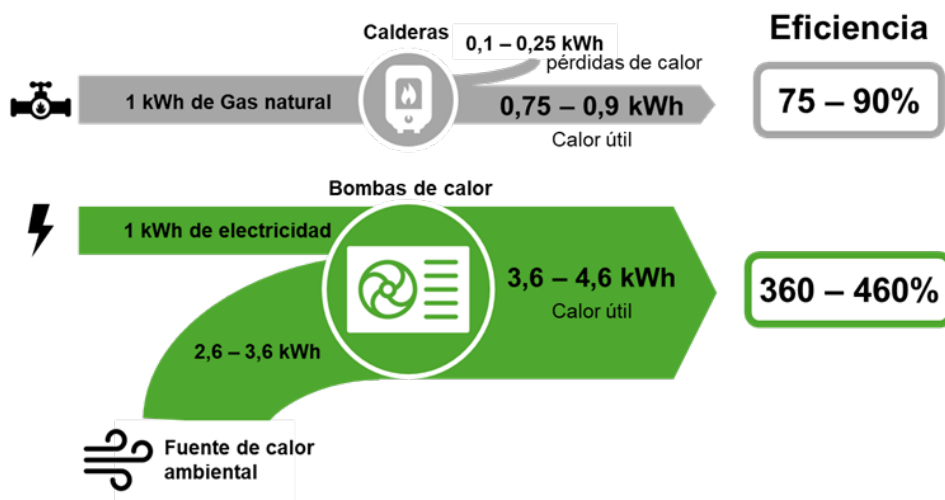 Eficiencia
Calderas
0,1 – 0,25 kWh
pérdidas de calor
1 kWh de Gas natural
0,75 – 0,9 kWh
Calor útil
75 – 90%
Bombas de calor
1 kWh de electricidad
3,6 – 4,6 kWh
Calor útil
360 – 460%
2,6 – 3,6 kWh
Fuente de calor
ambiental